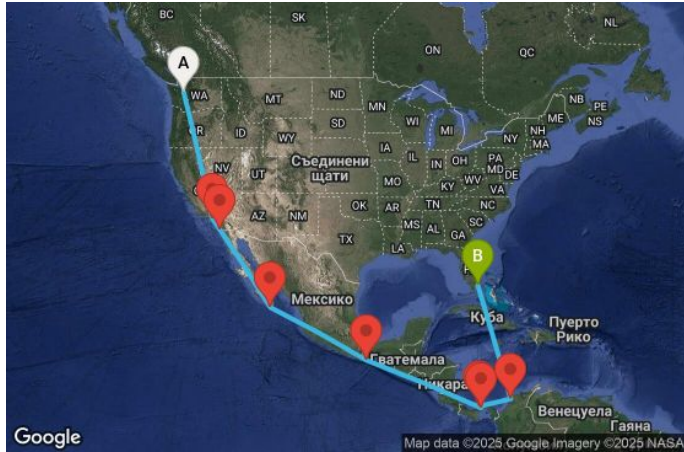 BC
SK
NL
ON
QC
A
WA
MT
ND
MN
NB
PE
NS
ME
OR
ID
WY
SD
WI
MI
NY
NH
MA
IA
IL
IN
OH
PA
MD
DE
NV
UT
Съединени
щати
MO
KY
WV
VA
OK
AR
TN
NC
AZ
NM
MS
AL
GA
SC
TX
LA
B
Мексико
Куба
Пуерто
Рико
Гватемала
Никара
Венецуела
Гаяна
Google
Map data ©2025 Google Imagery ©2025 NASA